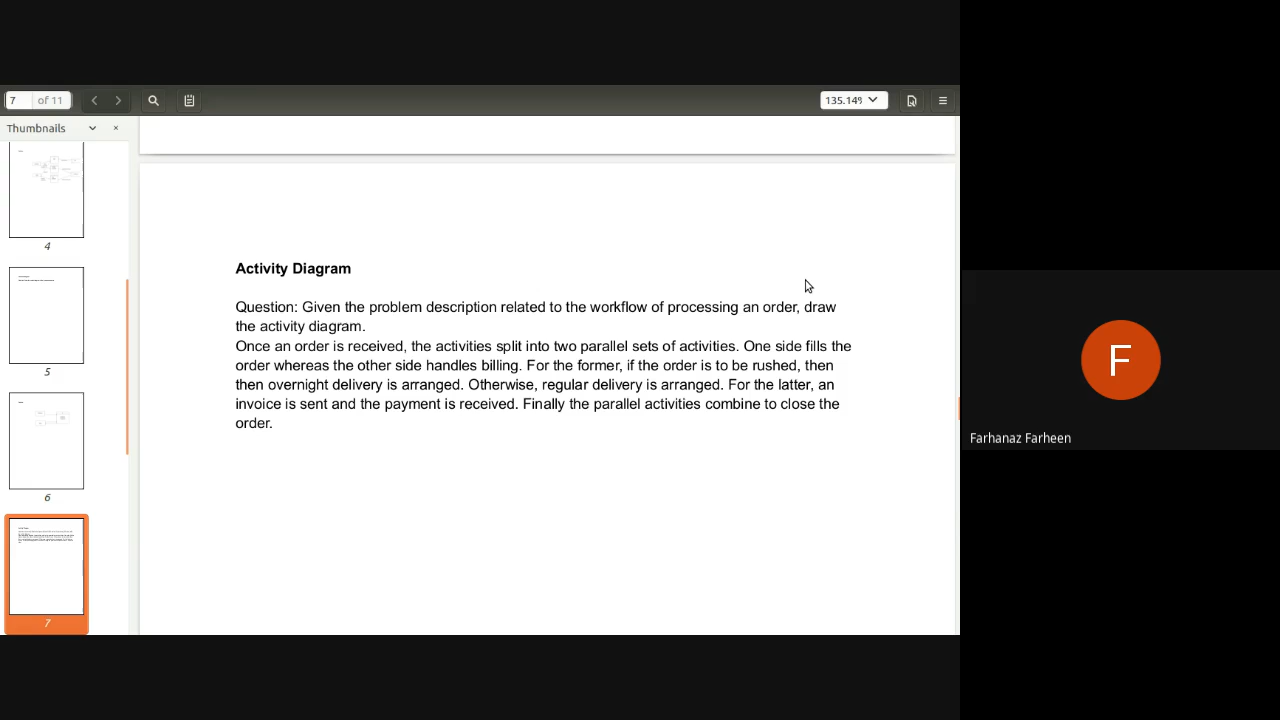 7 of 11
135.14%
Thumbnails
4
5
6
7
Activity Diagram
Question: Given the problem description related to the workflow of processing an order, draw
the activity diagram.
Once an order is received, the activities split into two parallel sets of activities. One side fills the
order whereas the other side handles billing. For the former, if the order is to be rushed, then
then overnight delivery is arranged. Otherwise, regular delivery is arranged. For the latter, an
invoice is sent and the payment is received. Finally the parallel activities combine to close the
order.
F
Farhanaz Farheen